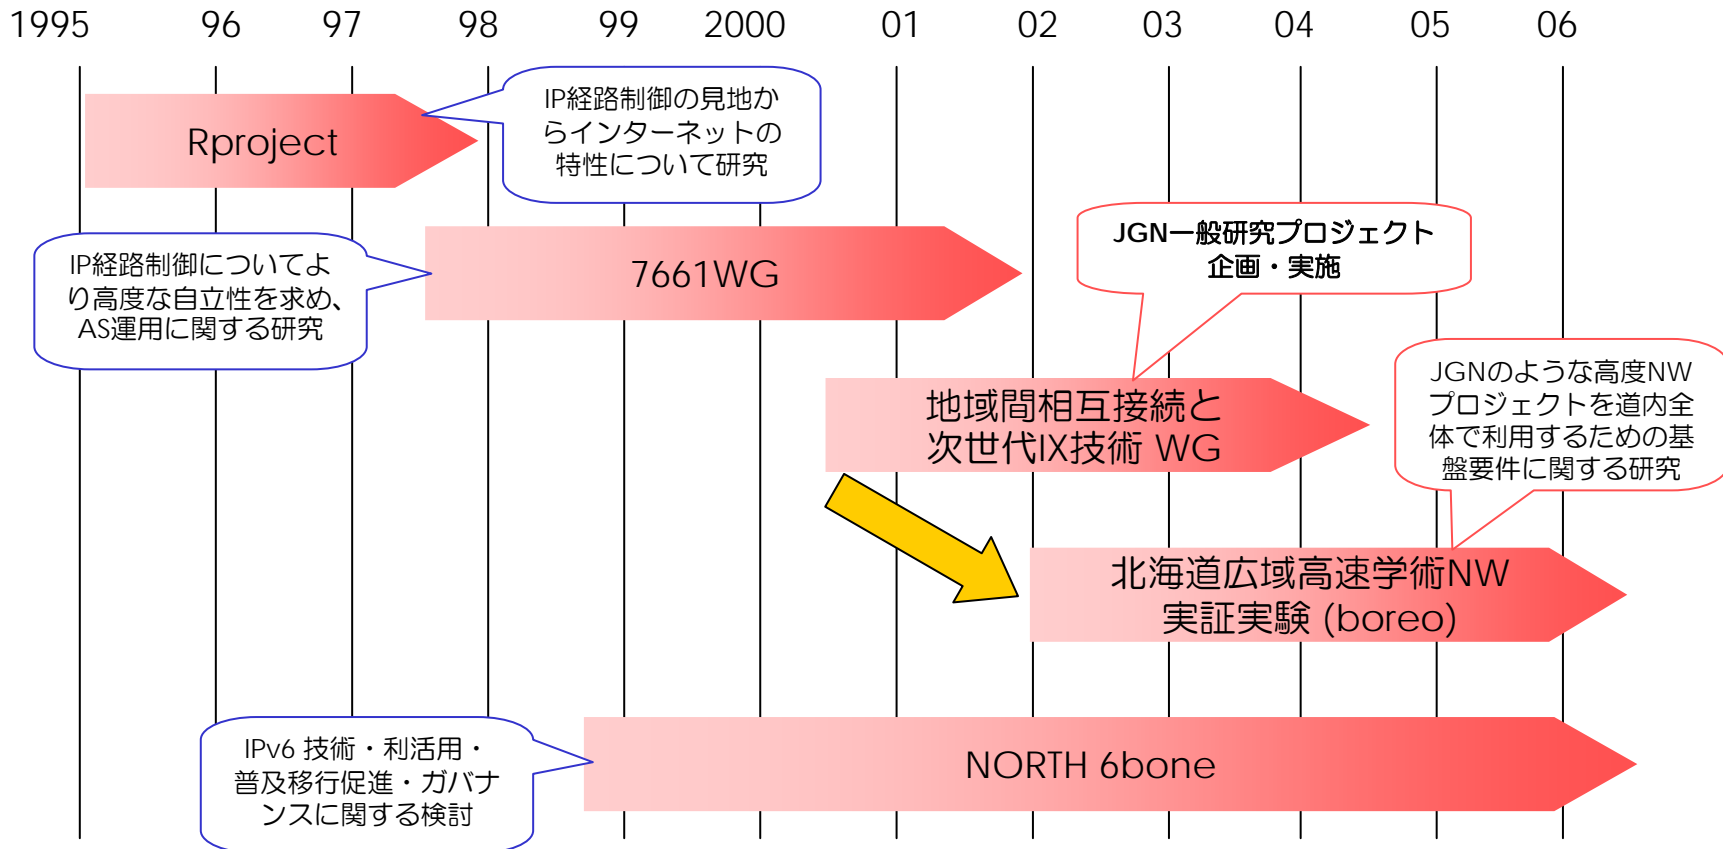 1995 96 97 98 99 2000 01 02 03 04 05 06
Rproject
IP経路制御の見地か
らインターネットの
特性について研究
IP経路制御についてよ
り高度な自立性を求め、
AS運用に関する研究
7661WG
JGN一般研究プロジェクト
企画・実施
地域間相互接続と
次世代IX技術 WG
JGNのような高度NW
プロジェクトを道内全
体で利用するための基
盤要件に関する研究
北海道広域高速学術NW
実証実験 (boreo)
IPv6 技術・利活用・
普及移行促進・ガバナ
ンスに関する検討
NORTH 6bone